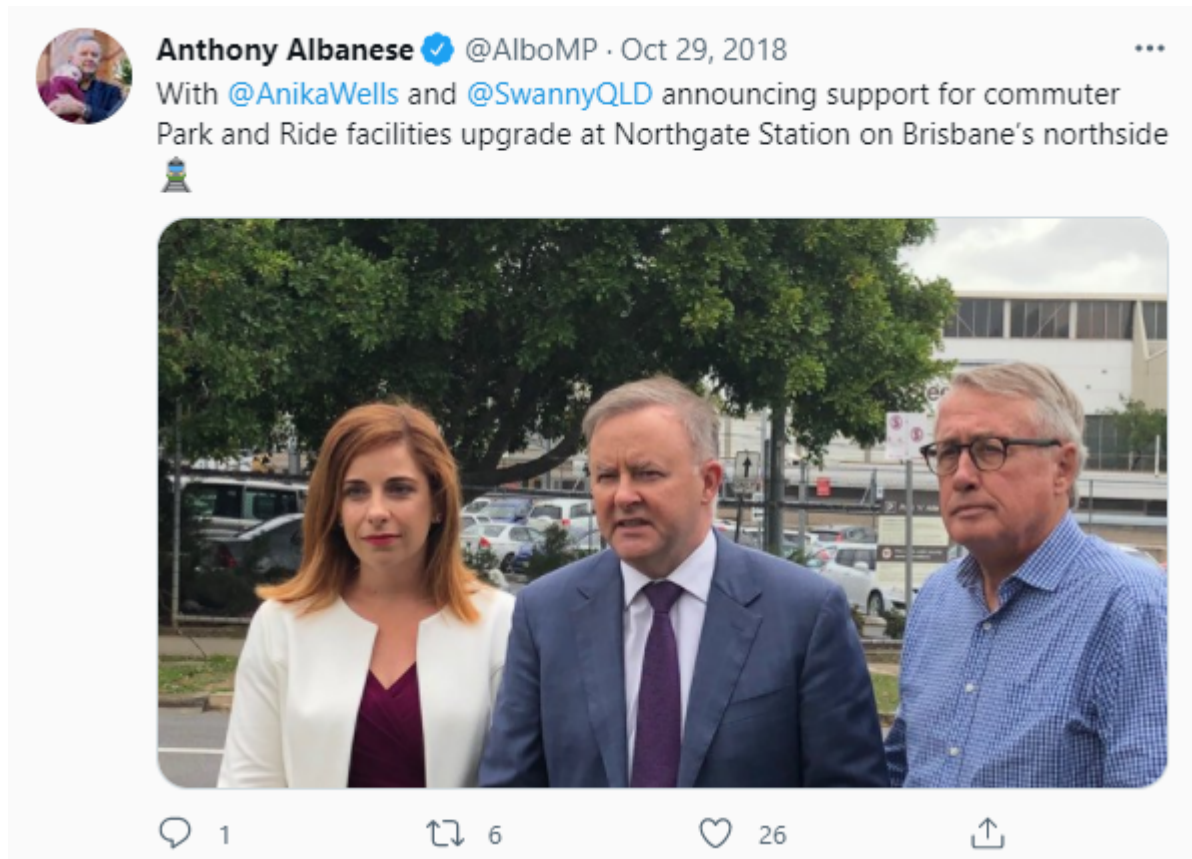 Anthony Albanese @AlboMP · Oct 29, 2018
With @AnikaWells and @SwannyQLD announcing support for commuter
Park and Ride facilities upgrade at Northgate Station on Brisbane's northside
1 6 26